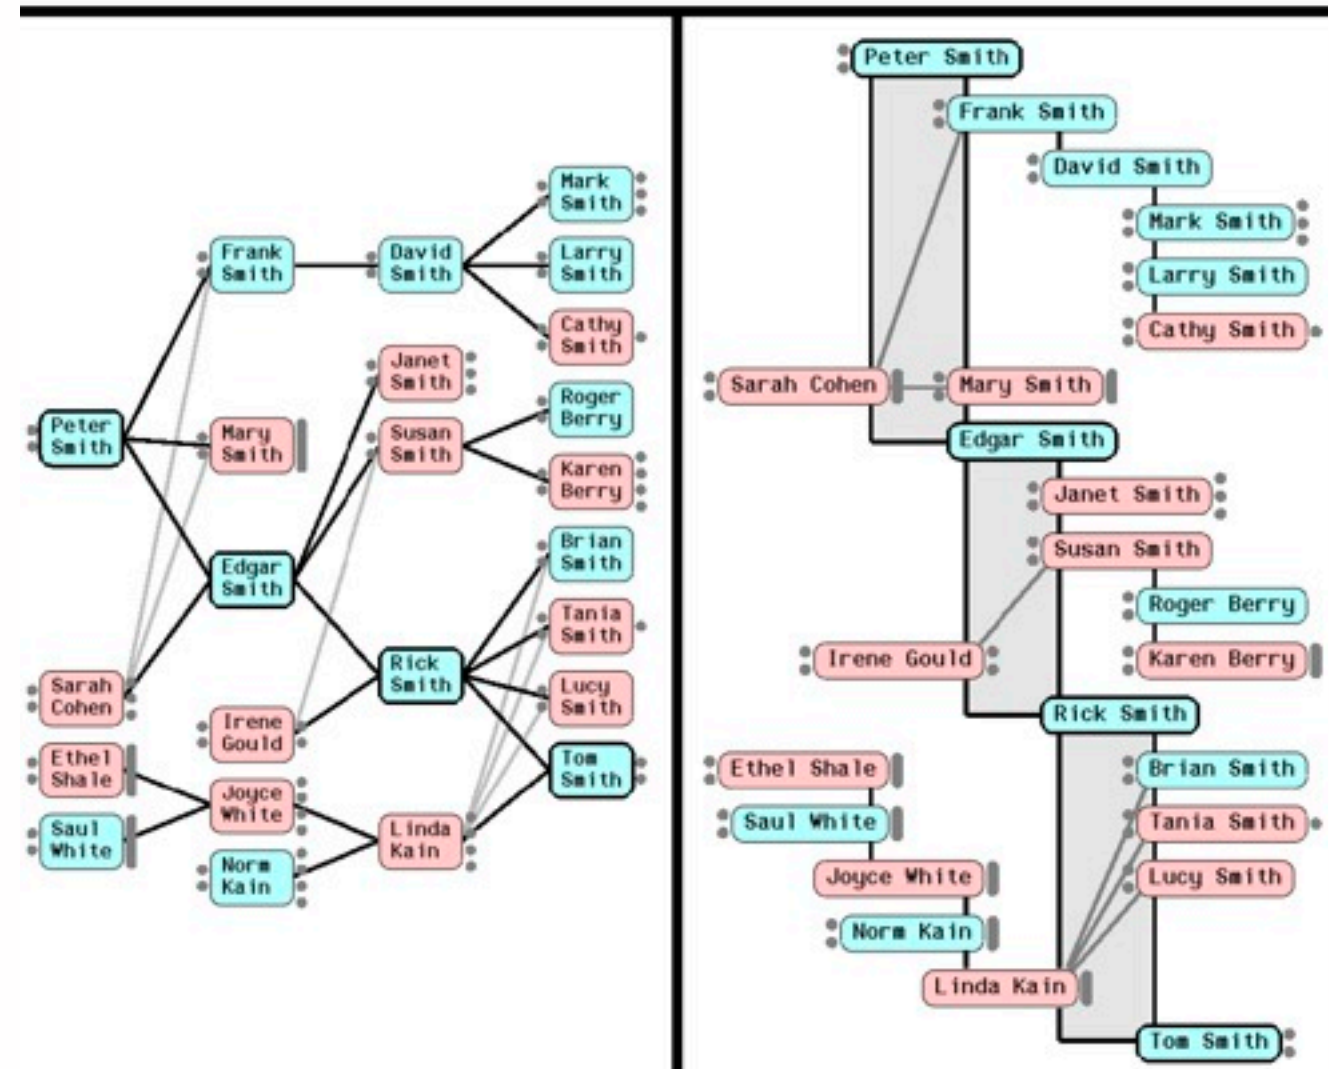 Mark
Smith
Frank
Smith
David
Smith
Larry
Smith
Cathy
Smith
Janet
Smith
Roger
Berry
Peter
Smith
Mary
Smith
Susan
Smith
Karen
Berry
Edgar
Smith
Brian
Smith
Tania
Smith
Rick
Smith
Lucy
Smith
Sarah
Cohen
Irene
Gould
Ethel
Shale
Tom
Smith
Joyce
White
Saul
White
Linda
Kain
Norm
Kain
Peter Smith
Frank Smith
David Smith
Mark Smith
Larry Smith
Cathy Smith
Sarah Cohen
Mary Smith
Edgar Smith
Janet Smith
Susan Smith
Roger Berry
Irene Gould
Karen Berry
Rick Smith
Ethel Shale
Brian Smith
Saul White
Tania Smith
Joyce White
Lucy Smith
Norm Kain
Linda Kain
Tom Smith